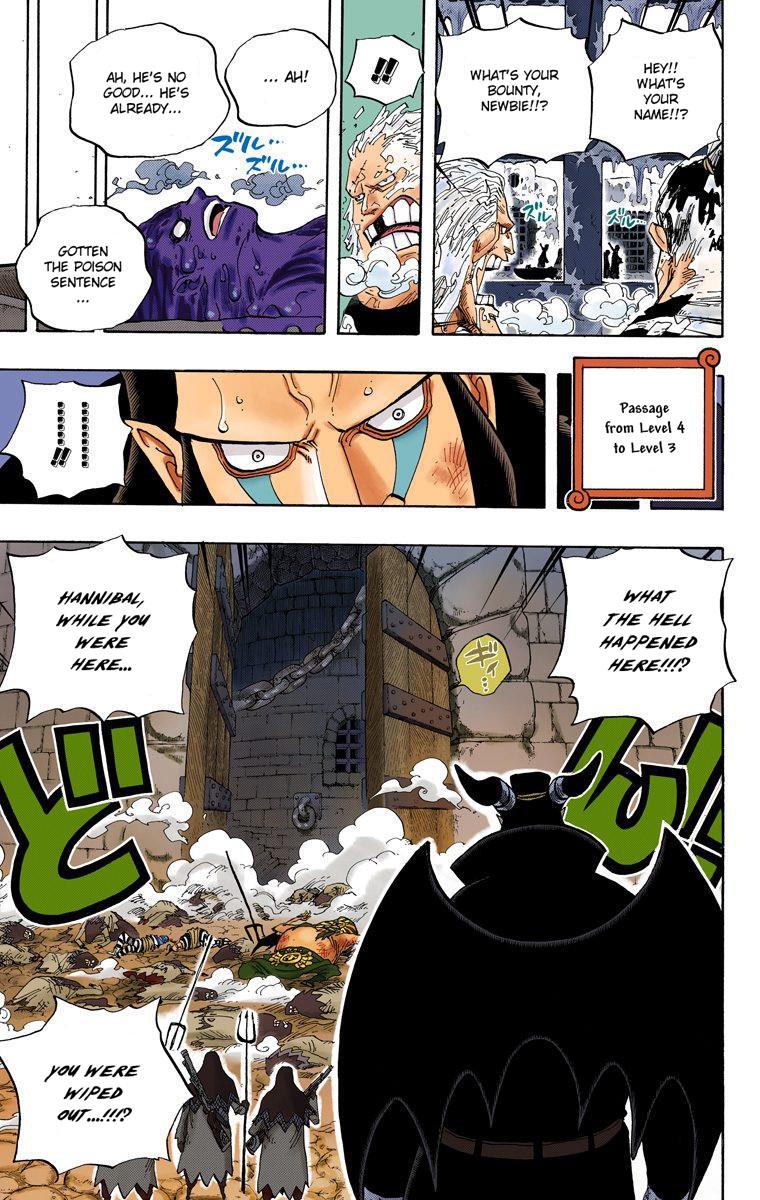 HEY!!
WHAT'S
YOUR
NAME!!?
WHAT'S YOUR
BOUNTY,
NEWBIE!!?
ズル
ズル…
!!
... AH!
AH, HE'S NO
GOOD... HE'S
ALREADY...
ズル…
ズル…
GOTTEN
THE POISON
SENTENCE
...
Passage
from Level 4
to Level 3
!!
WHAT
THE HELL
HAPPENED
HERE!!!?
ギィ…
HANNIBAL,
WHILE YOU
WERE
HERE...
どん!!
YOU WERE
WIPED
OUT....!!!?